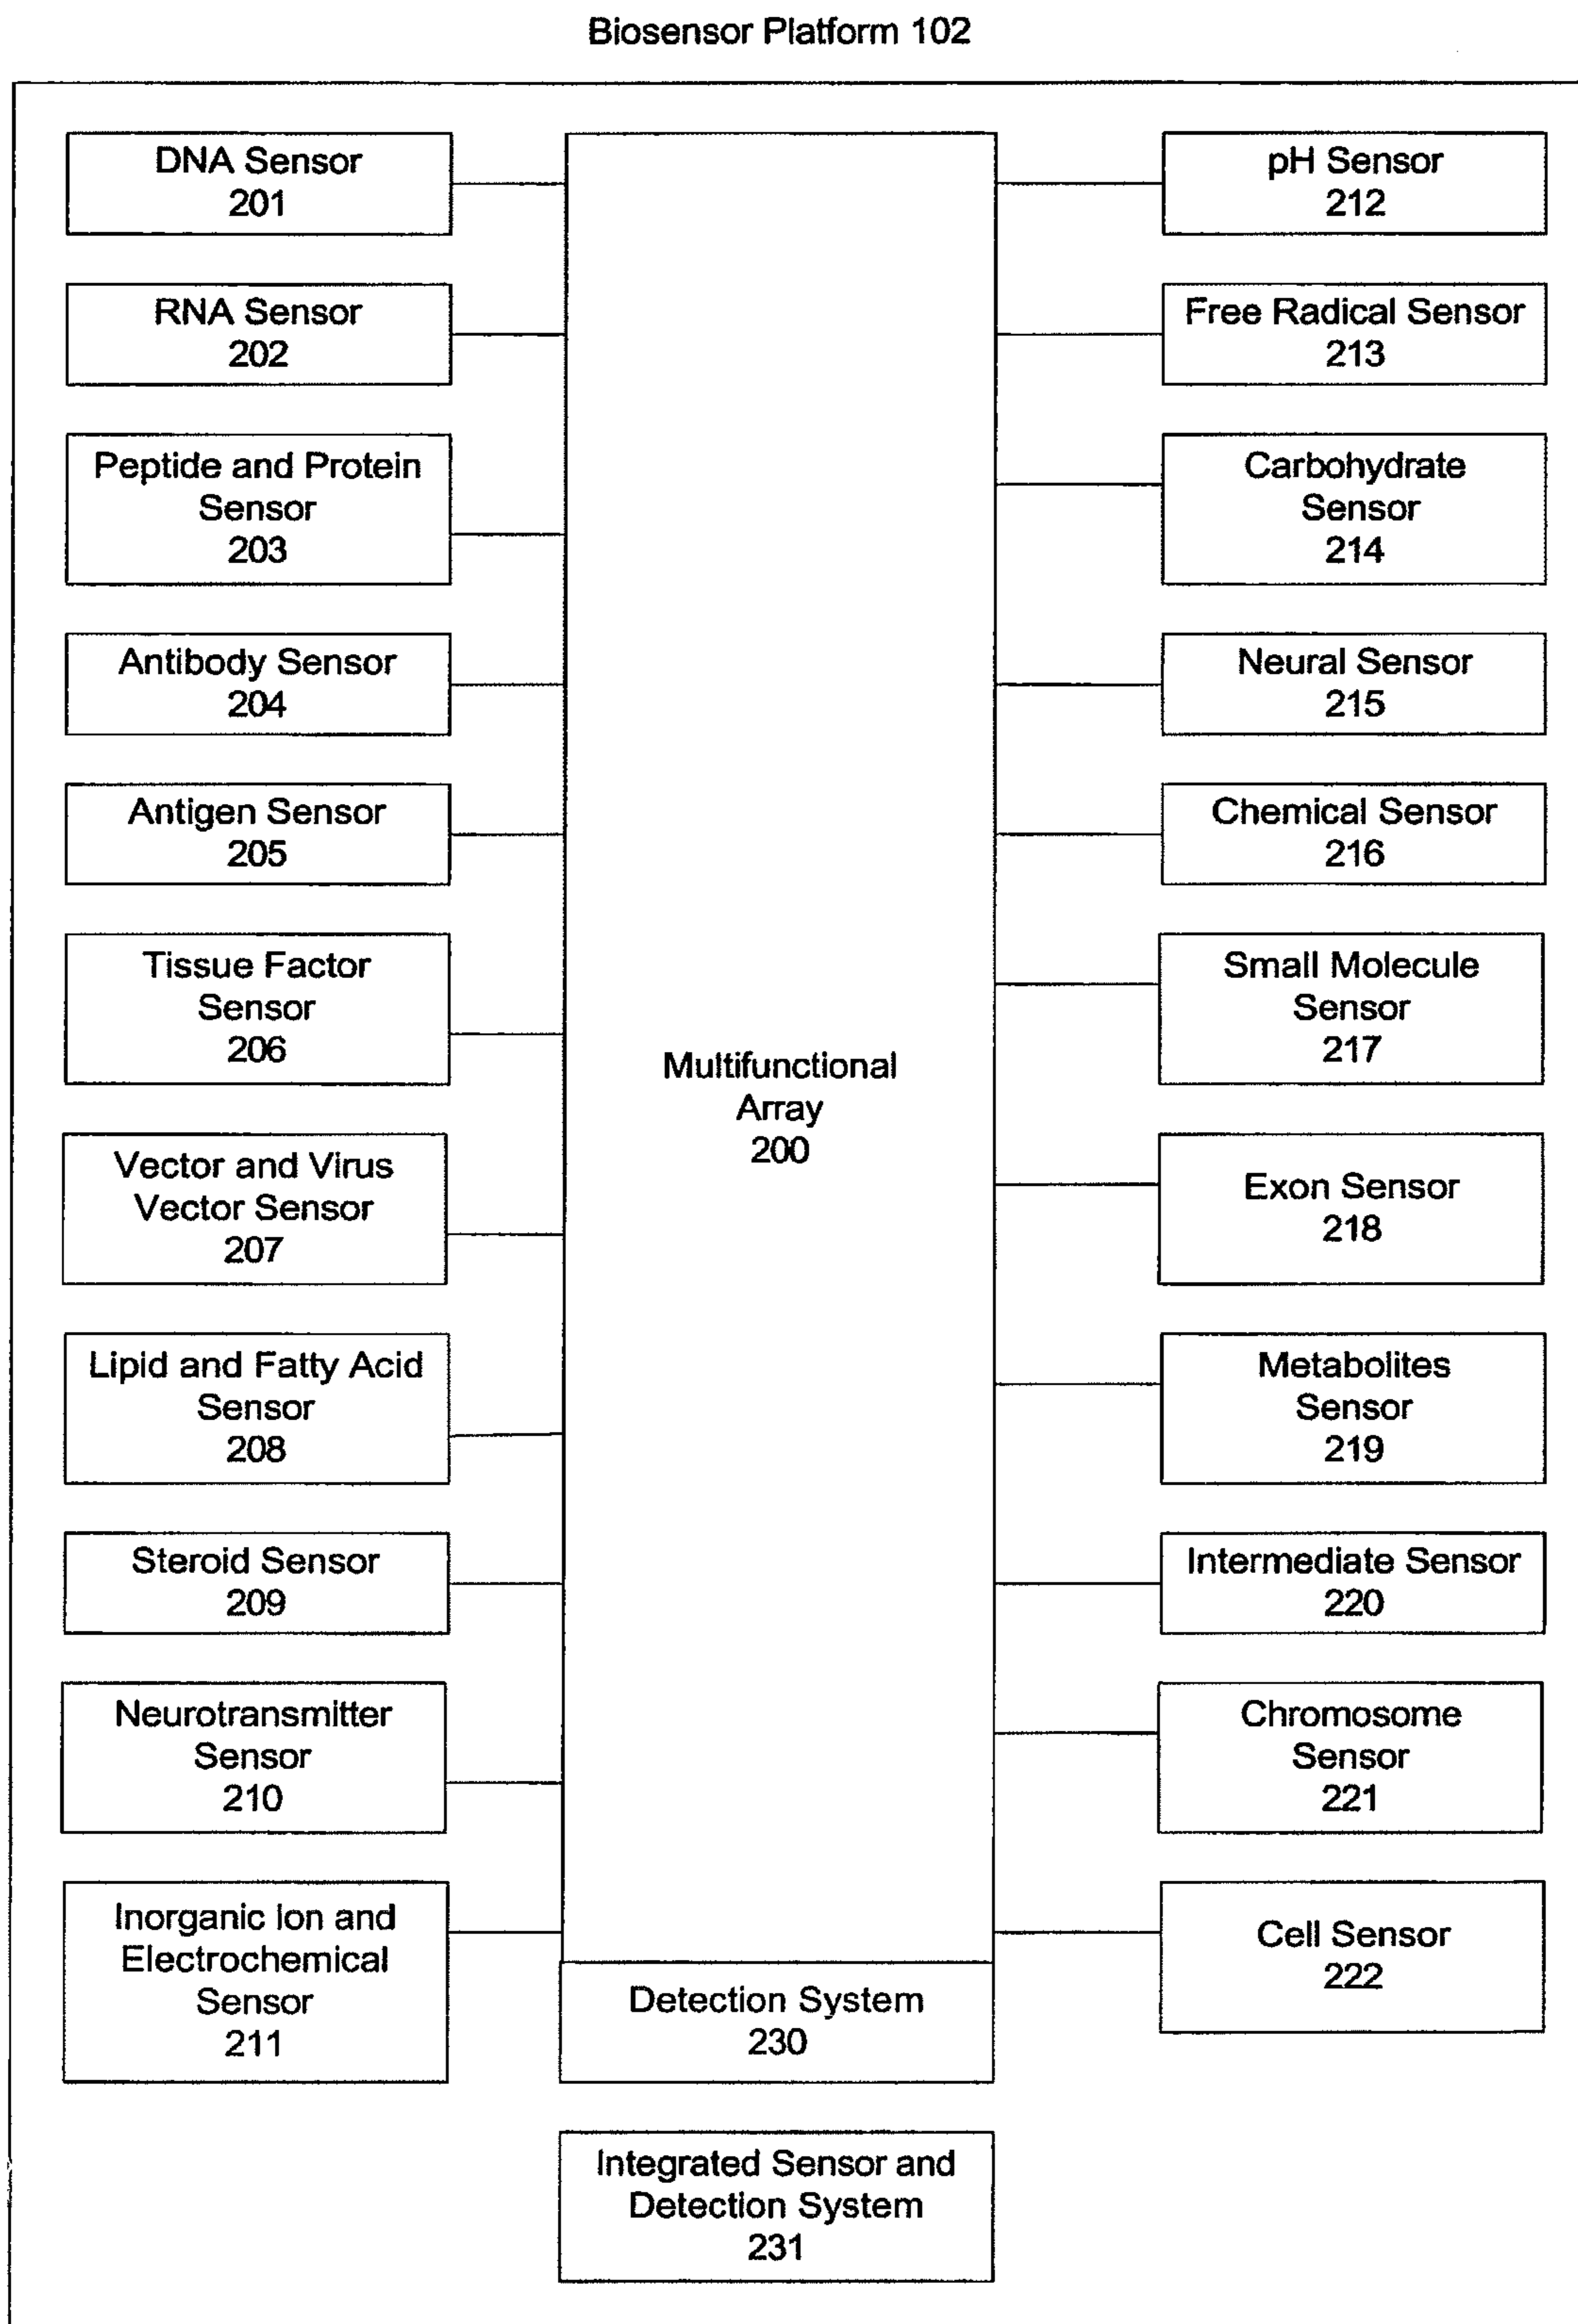 Biosensor Platform 102
DNA Sensor
201
RNA Sensor
202
Peptide and Protein
Sensor
203
Antibody Sensor
204
Antigen Sensor
205
Tissue Factor
Sensor
206
Vector and Virus
Vector Sensor
207
Lipid and Fatty Acid
Sensor
208
Steroid Sensor
209
Neurotransmitter
Sensor
210
Inorganic Ion and
Electrochemical
Sensor
211
Multifunctional
Array
200
Detection System
230
Integrated Sensor and
Detection System
231
pH Sensor
212
Free Radical Sensor
213
Carbohydrate
Sensor
214
Neural Sensor
215
Chemical Sensor
216
Small Molecule
Sensor
217
Exon Sensor
218
Metabolites
Sensor
219
Intermediate Sensor
220
Chromosome
Sensor
221
Cell Sensor
222